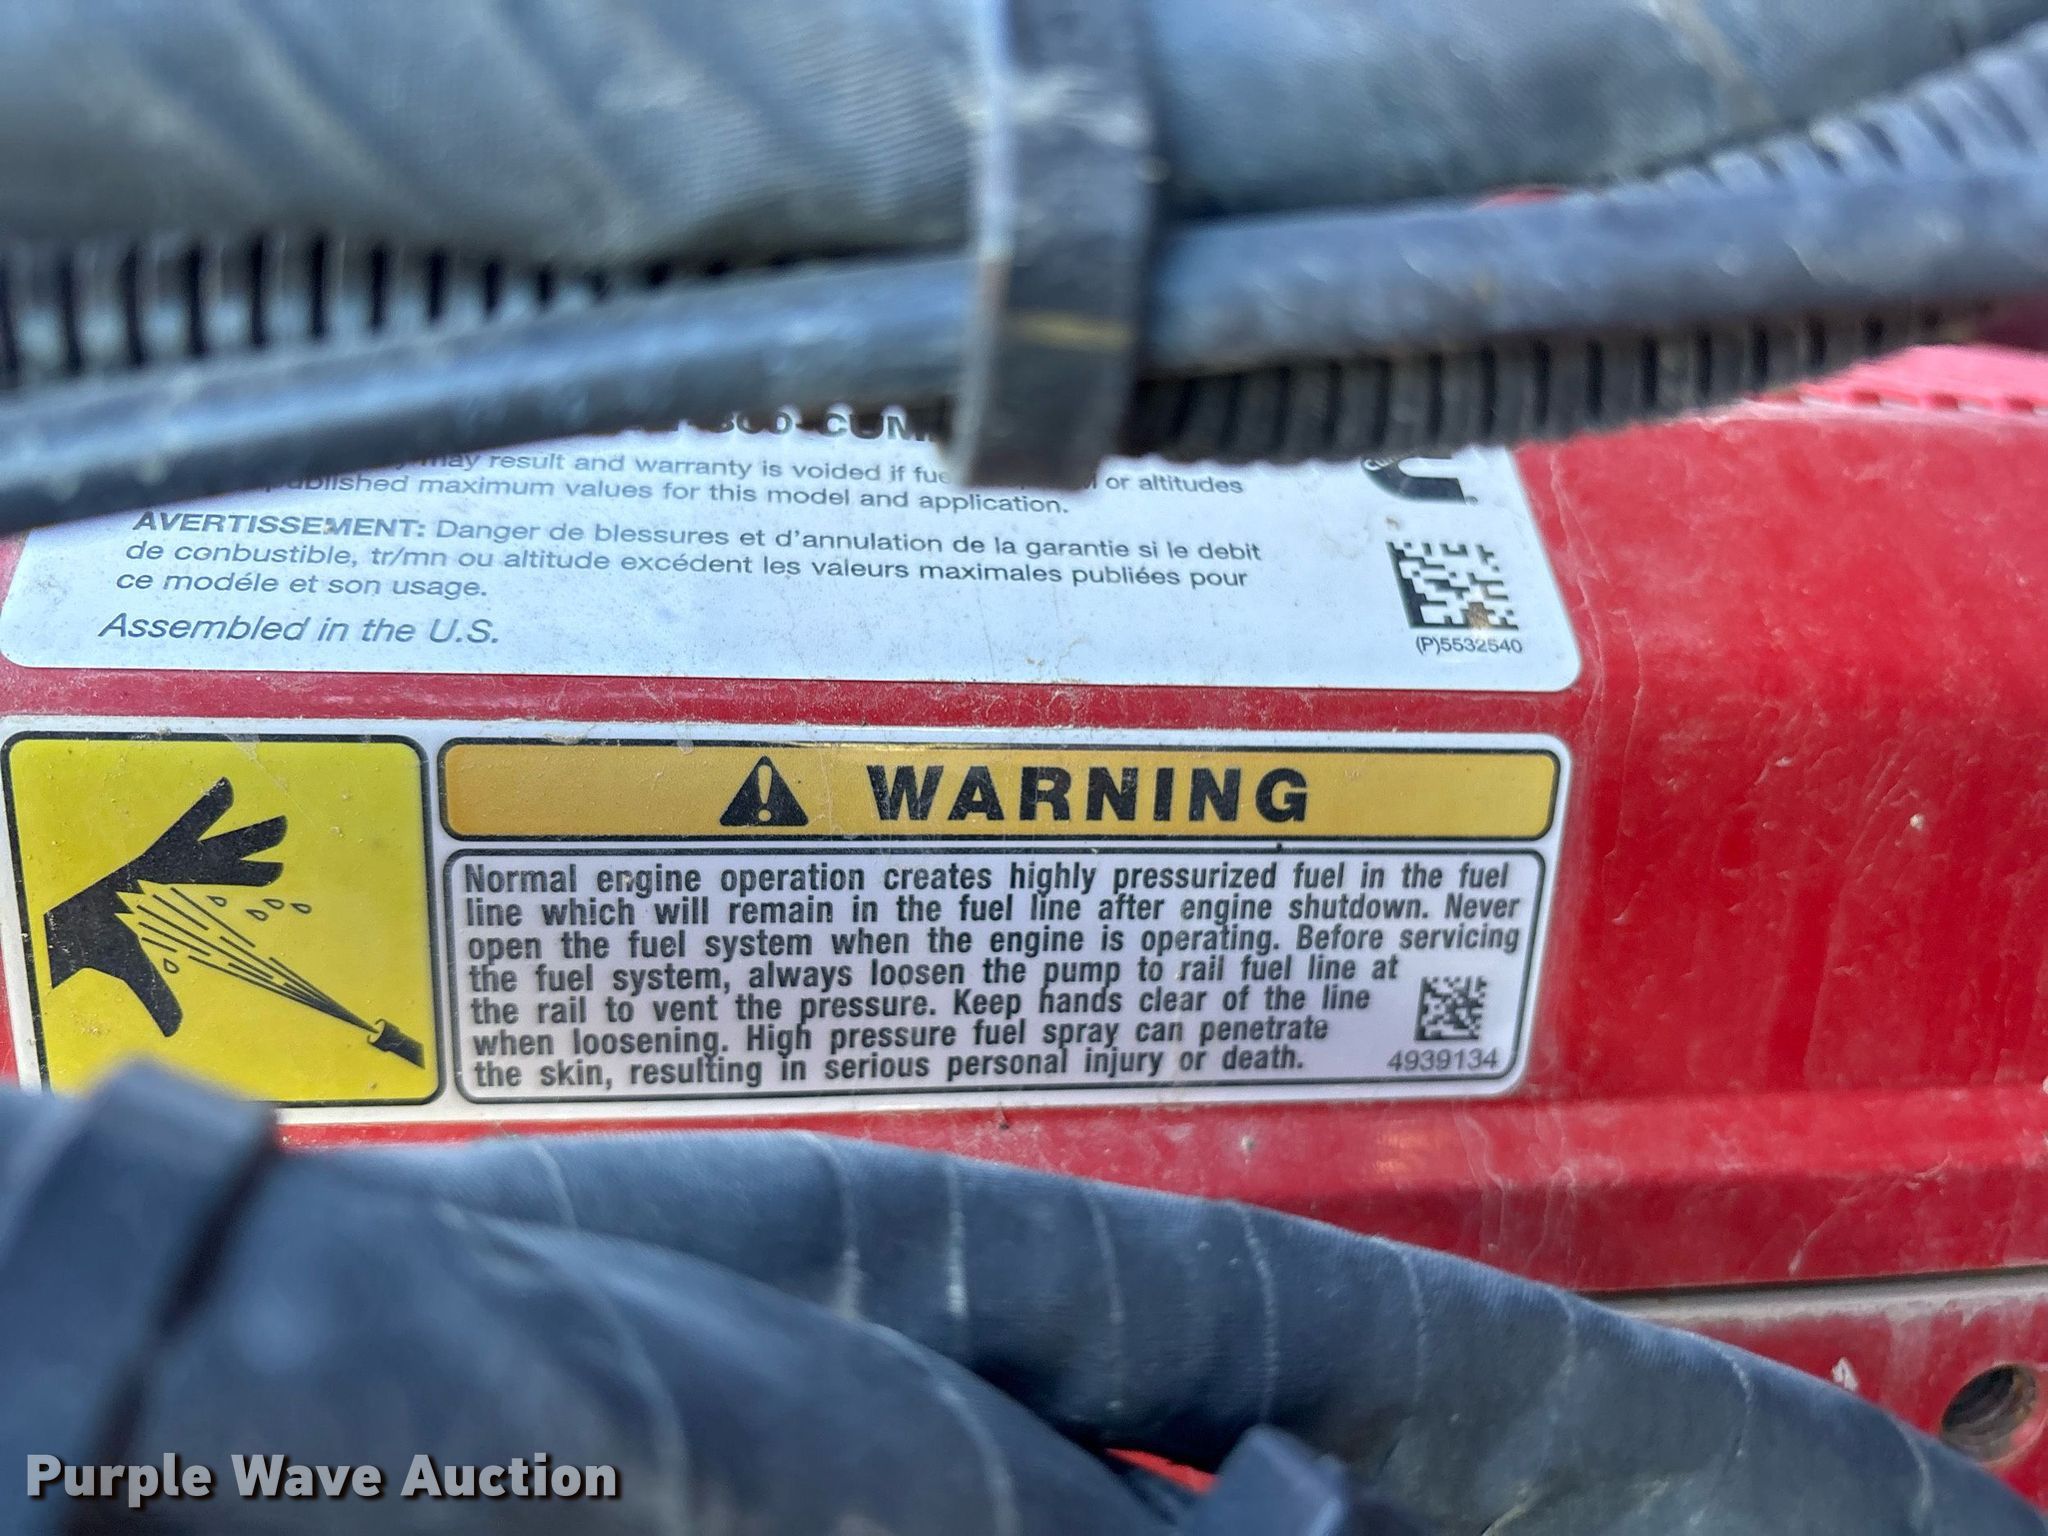 may result and warranty is voided if or altitudes
published maximum values for this model and application.
AVERTISSEMENT: Danger de blessures et d'annulation de la garantie si le debit
de conbustible, tr/mn ou altitude excédent les valeurs maximales publiées pour
ce modéle et son usage.
Assembled in the U.S.
(P)5532540
WARNING
Normal engine operation creates highly pressurized fuel in the fuel
line which will remain in the fuel line after engine shutdown. Never
open the fuel system when the engine is operating. Before servicing
the fuel system, always loosen the pump to rail fuel line at
the rail to vent the pressure. Keep hands clear of the line
when loosening. High pressure fuel spray can penetrate
the skin, resulting in serious personal injury or death.
4939134
Purple Wave Auction